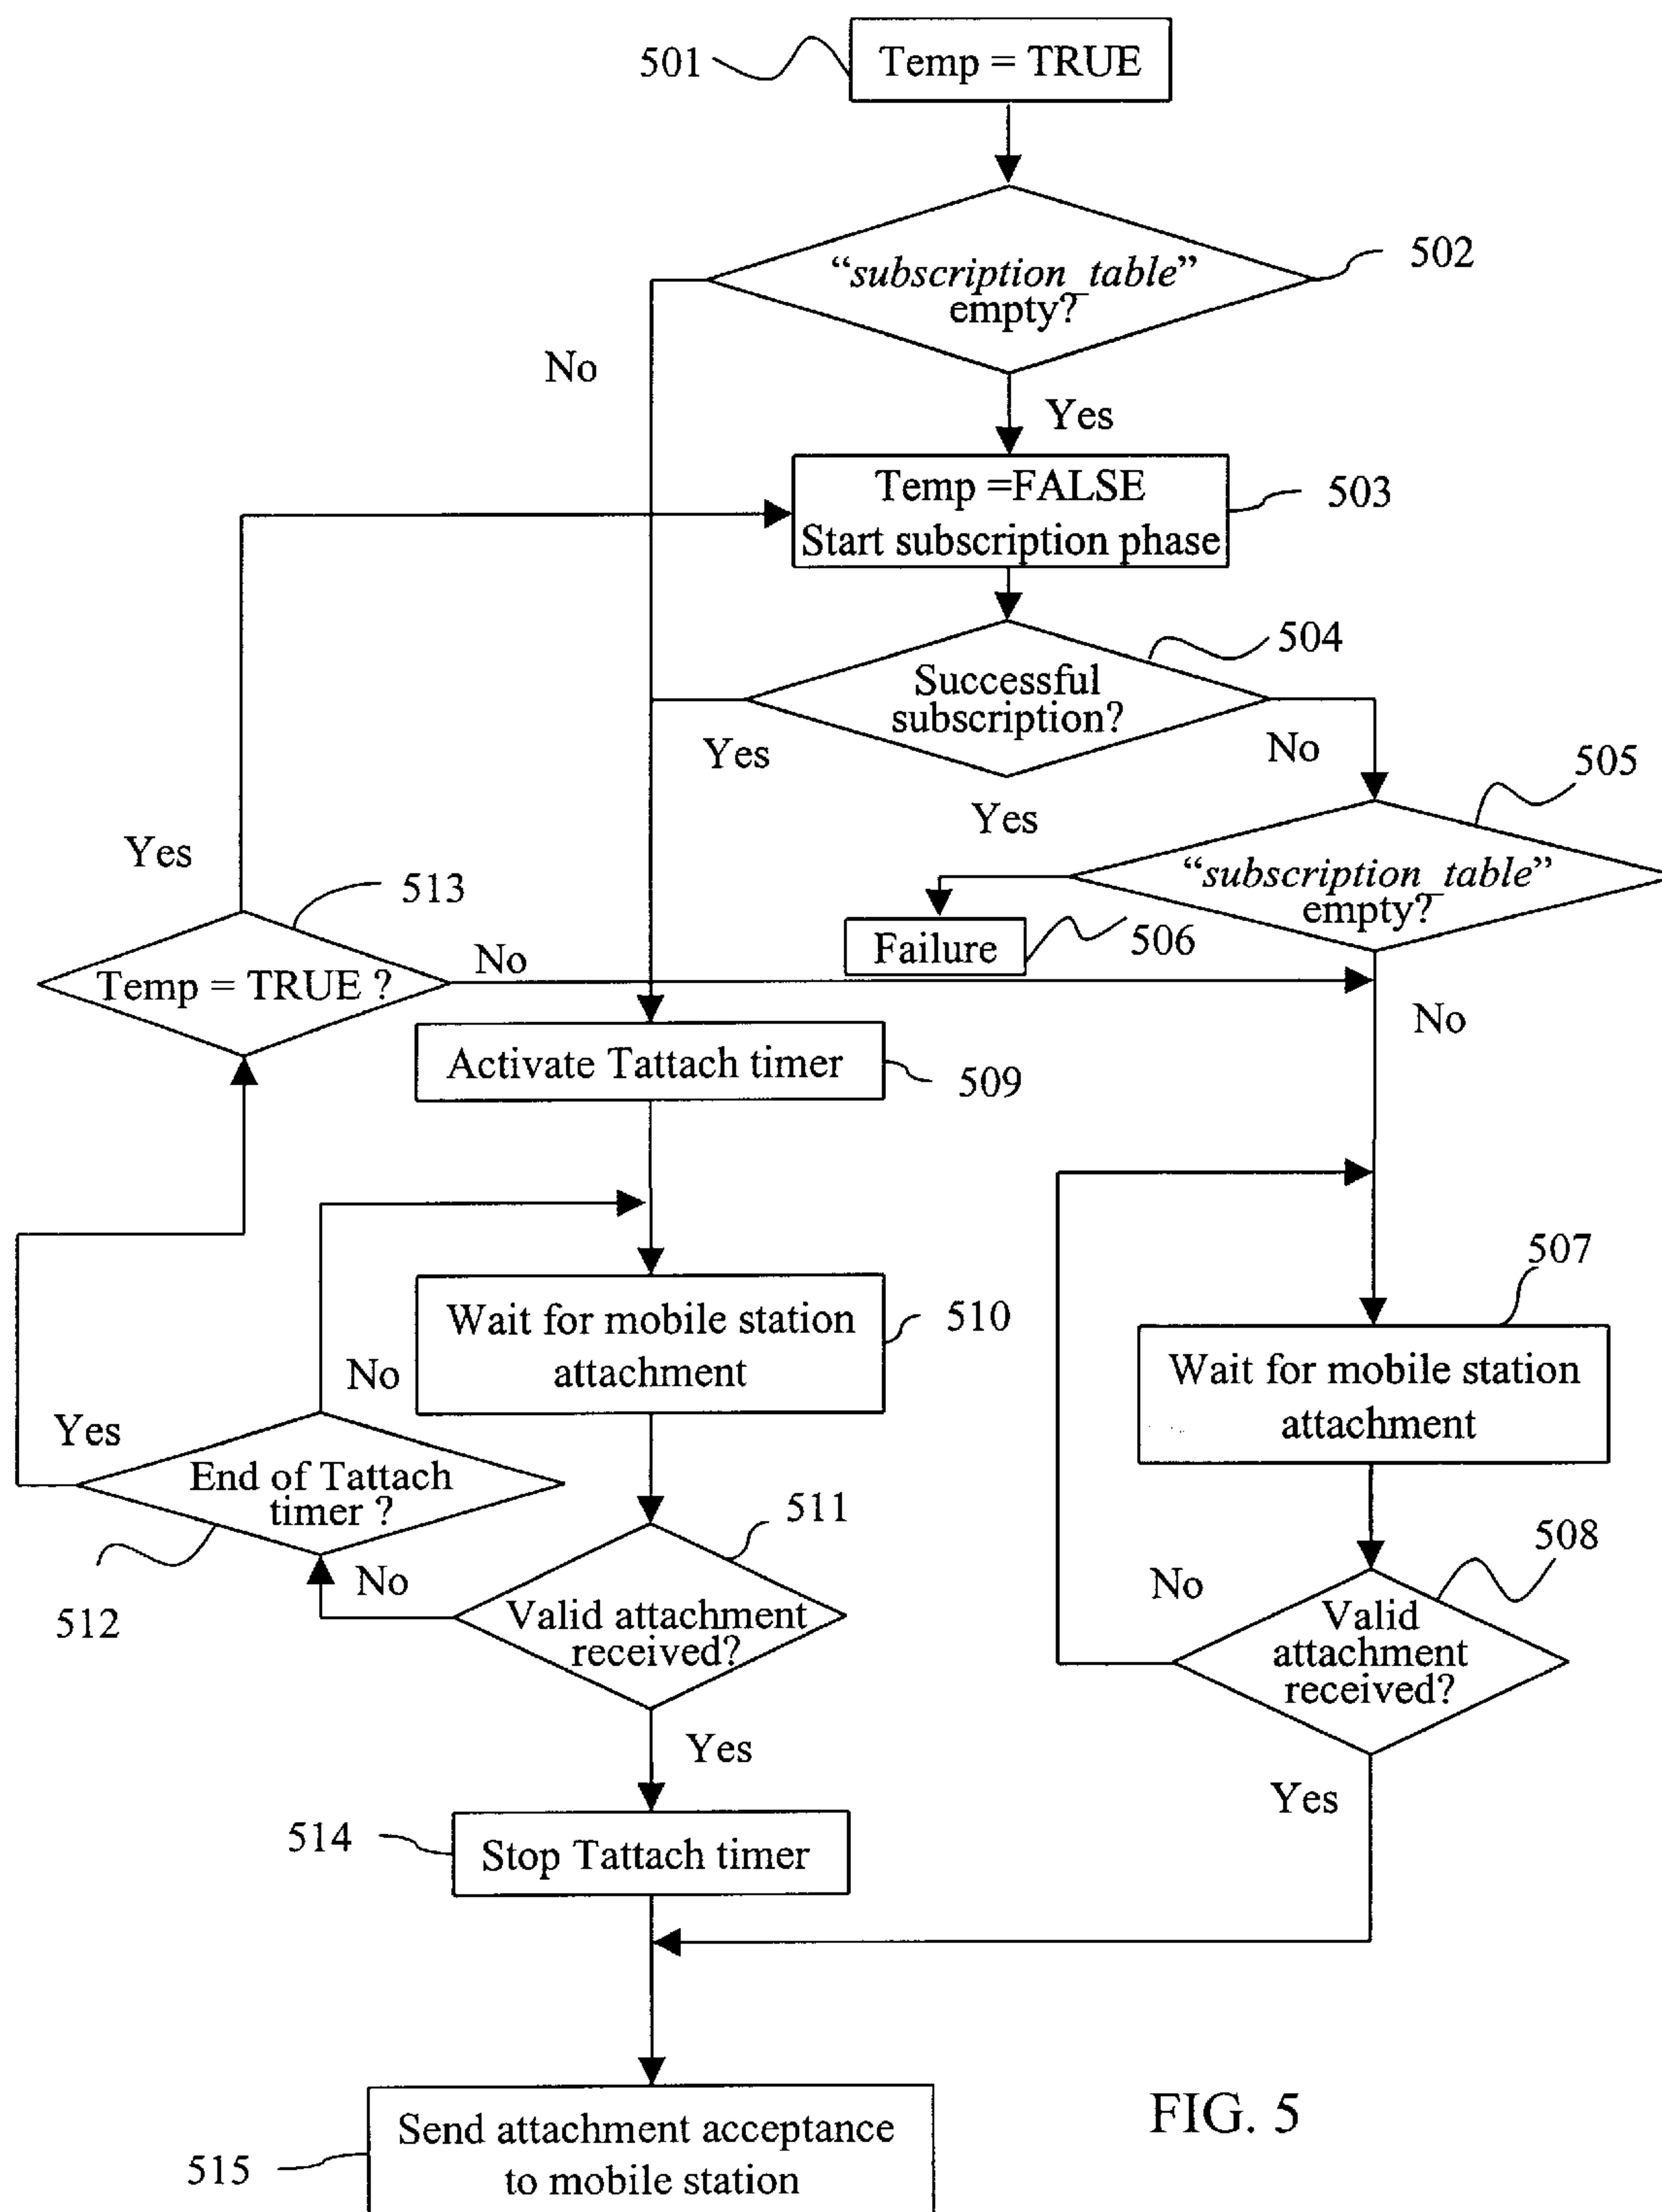 501
Temp = TRUE
“subscription_table”
empty?
502
No
Yes
Temp =FALSE
Start subscription phase
503
504
Successful
subscription?
Yes
No
505
Yes
“subscription_table”
empty?
Failure
506
Yes
513
Temp = TRUE ?
No
No
Activate Tattach timer
509
Wait for mobile station
attachment
510
507
Wait for mobile station
attachment
No
Yes
End of Tattach
timer ?
512
No
511
Valid attachment
received?
508
No
Valid
attachment
received?
Yes
Yes
514
Stop Tattach timer
515
Send attachment acceptance
to mobile station
FIG. 5